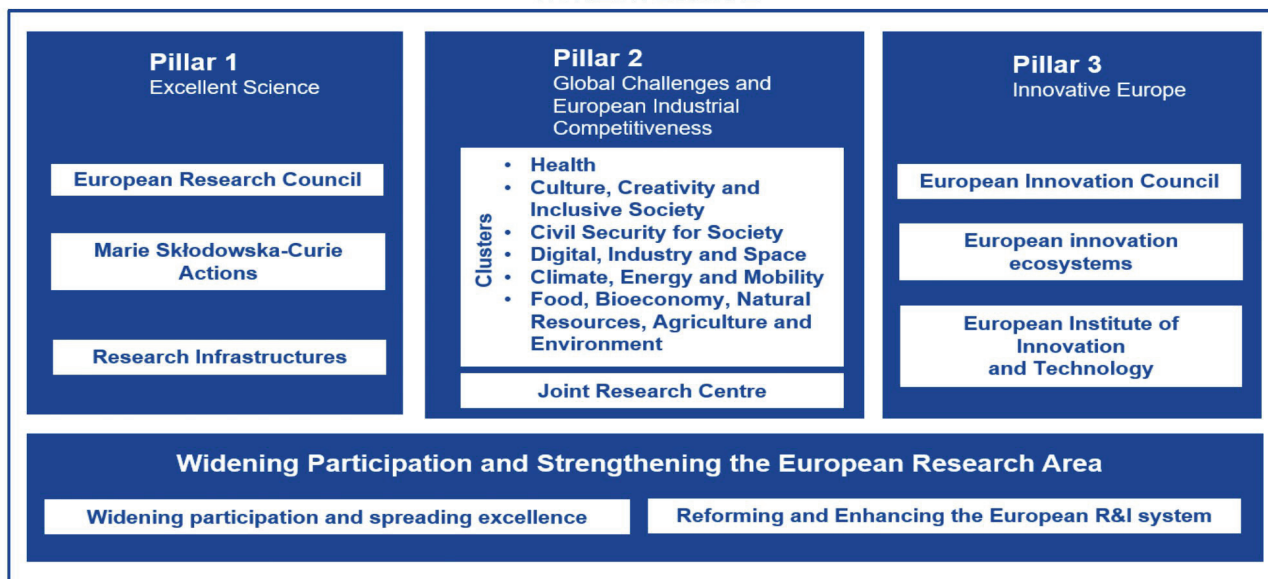 Pillar 1
Excellent Science
European Research Council
Marie Skłodowska-Curie
Actions
Research Infrastructures
Pillar 2
Global Challenges and
European Industrial
Competitiveness
Clusters
• Health
• Culture, Creativity and
Inclusive Society
• Civil Security for Society
• Digital, Industry and Space
• Climate, Energy and Mobility
• Food, Bioeconomy, Natural
Resources, Agriculture and
Environment
Joint Research Centre
Pillar 3
Innovative Europe
European Innovation Council
European innovation
ecosystems
European Institute of
Innovation
and Technology
Widening Participation and Strengthening the European Research Area
Widening participation and spreading excellence
Reforming and Enhancing the European R&I system